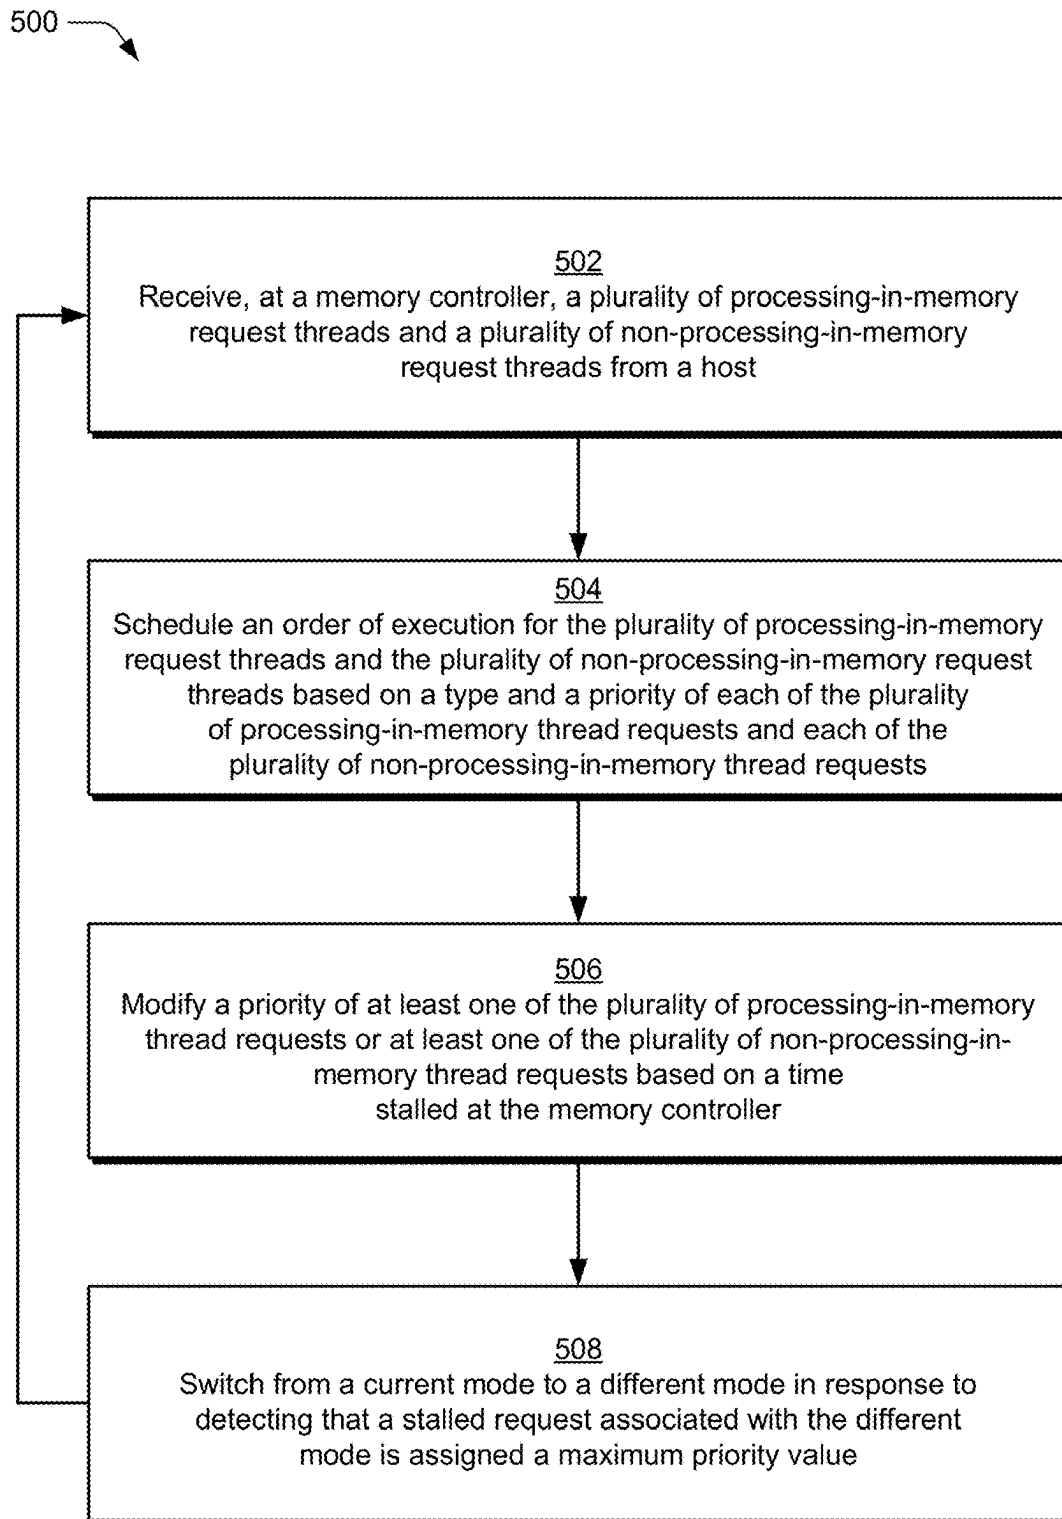 500
502
Receive, at a memory controller, a plurality of processing-in-memory
request threads and a plurality of non-processing-in-memory
request threads from a host
504
Schedule an order of execution for the plurality of processing-in-memory
request threads and the plurality of non-processing-in-memory request
threads based on a type and a priority of each of the plurality
of processing-in-memory thread requests and each of the
plurality of non-processing-in-memory thread requests
506
Modify a priority of at least one of the plurality of processing-in-memory
thread requests or at least one of the plurality of non-processing-in-
memory thread requests based on a time
stalled at the memory controller
508
Switch from a current mode to a different mode in response to
detecting that a stalled request associated with the different
mode is assigned a maximum priority value